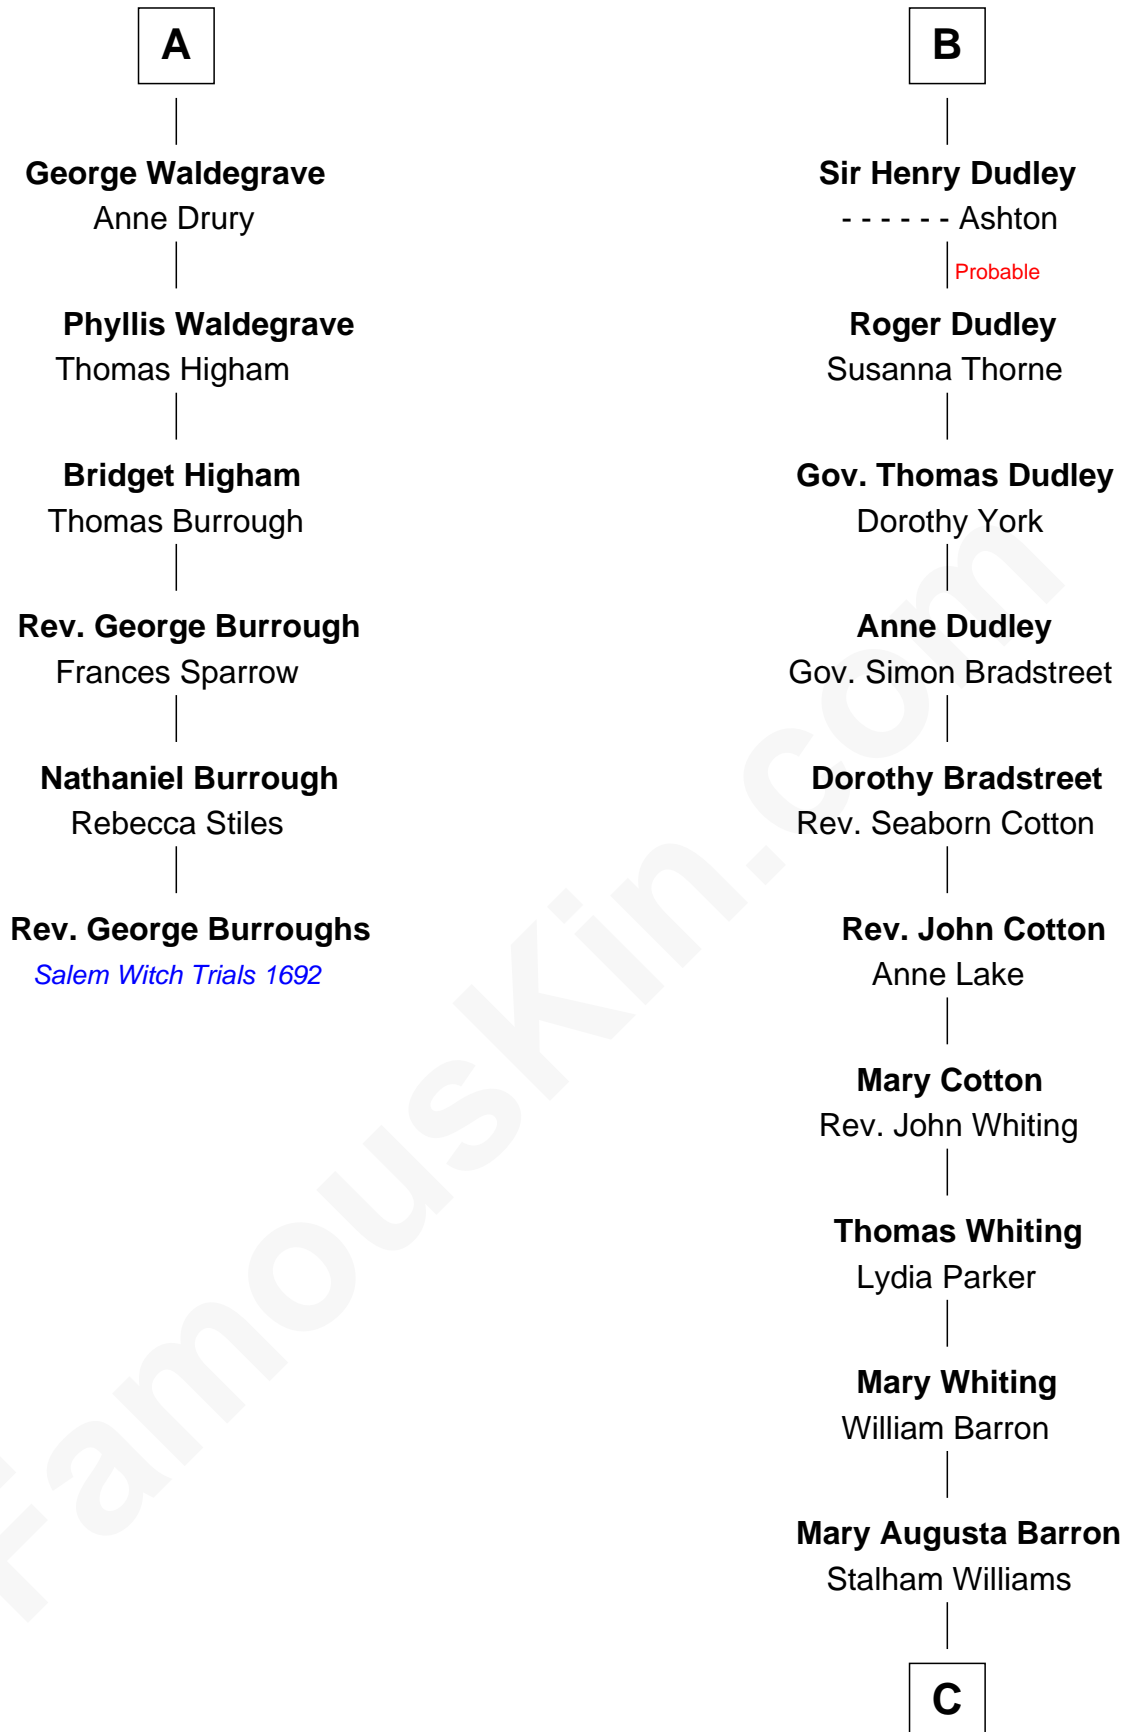 A
George Waldegrave
Anne Drury
Phyllis Waldegrave
Thomas Higham
Bridget Higham
Thomas Burrough
Rev. George Burrough
Frances Sparrow
Nathaniel Burrough
Rebecca Stiles
Rev. George Burroughs
Salem Witch Trials 1692
B
Sir Henry Dudley
- - - - - - Ashton
Probable
Roger Dudley
Susanna Thorne
Gov. Thomas Dudley
Dorothy York
Anne Dudley
Gov. Simon Bradstreet
Dorothy Bradstreet
Rev. Seaborn Cotton
Rev. John Cotton
Anne Lake
Mary Cotton
Rev. John Whiting
Thomas Whiting
Lydia Parker
Mary Whiting
William Barron
Mary Augusta Barron
Stalham Williams
C
FamousKin.com